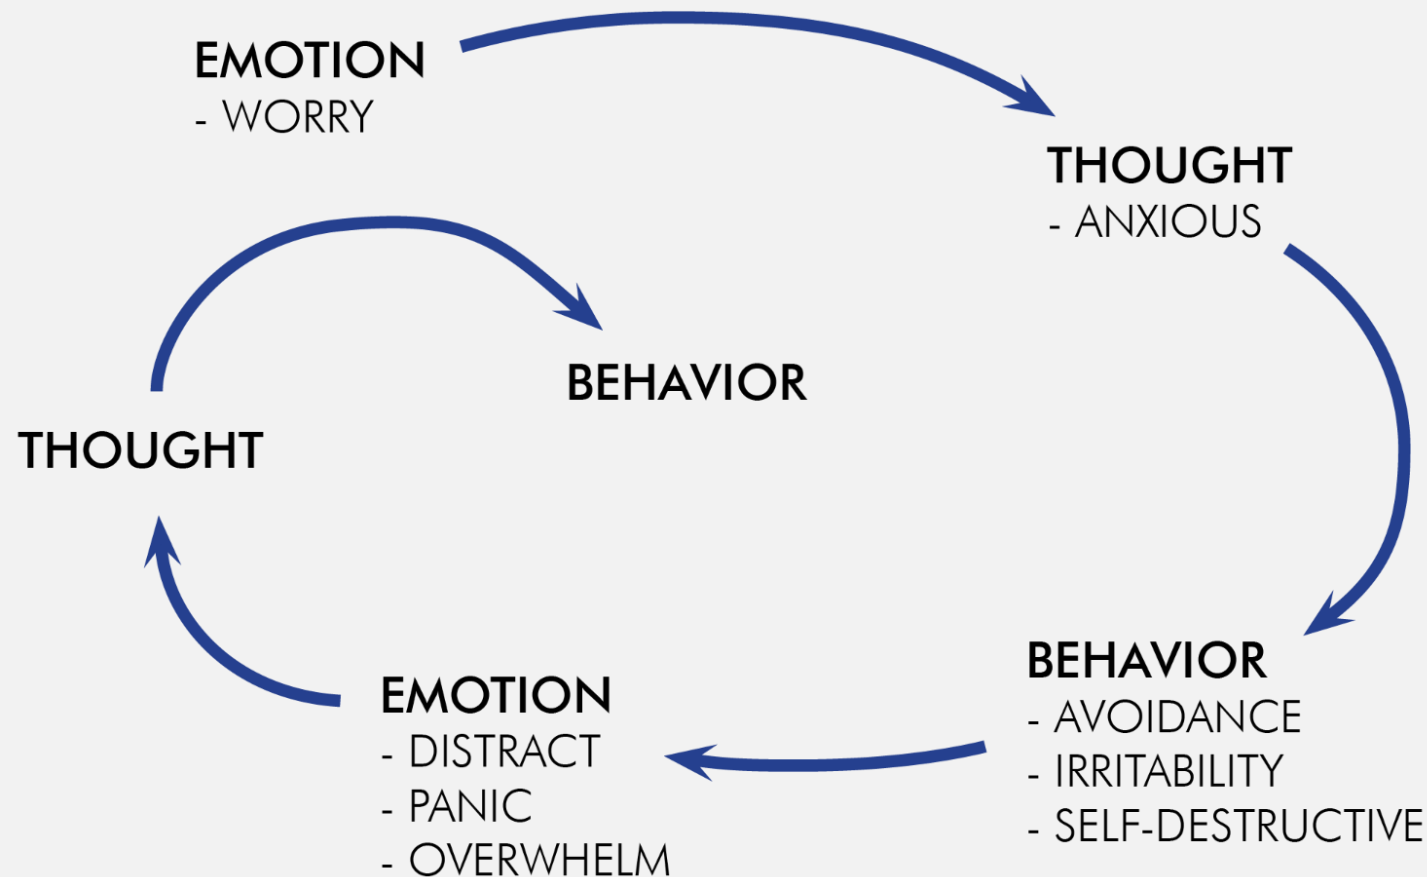 EMOTION
- WORRY
THOUGHT
- ANXIOUS
BEHAVIOR
- AVOIDANCE
- IRRITABILITY
- SELF-DESTRUCTIVE
EMOTION
- DISTRACT
- PANIC
- OVERWHELM
THOUGHT
BEHAVIOR